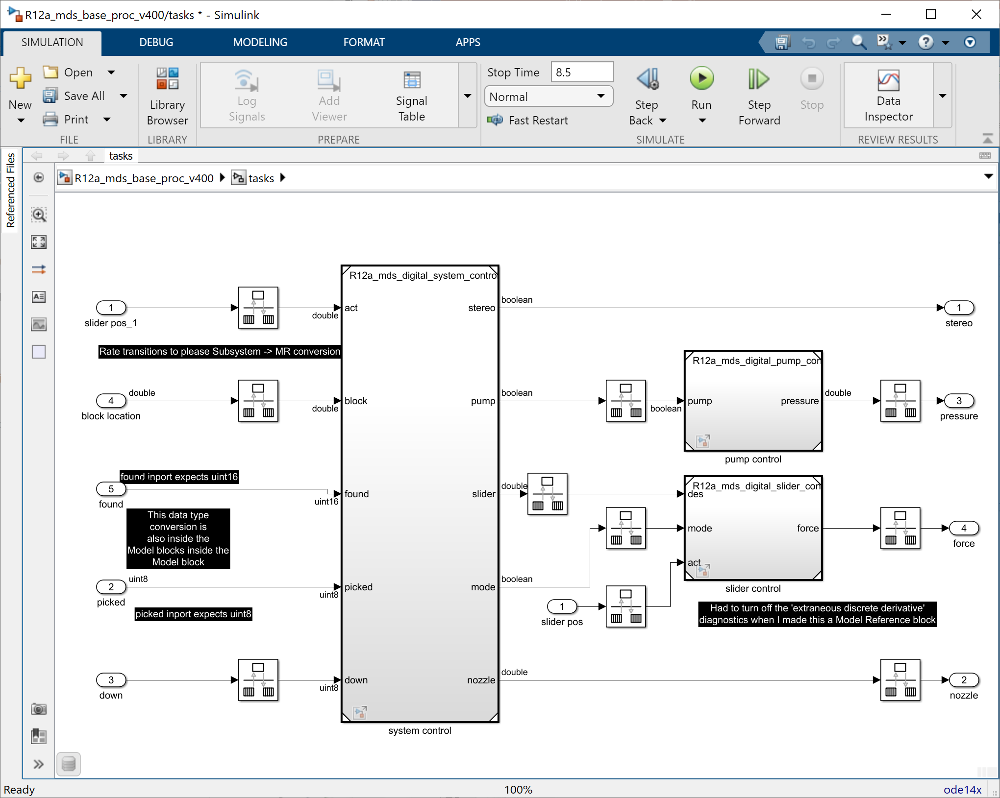 R12a_mds_base_proc_v400/tasks * - Simulink
SIMULATION
DEBUG
MODELING
FORMAT
APPS
New
Open
Save All
Print
FILE
Library
Browser
LIBRARY
Log
Signals
Add
Viewer
Signal
Table
PREPARE
Stop Time
8.5
Normal
Fast Restart
Step
Back
Run
Step
Forward
Stop
SIMULATE
Data
Inspector
REVIEW RESULTS
Referenced Files
tasks
R12a_mds_base_proc_v400
tasks
R12a_mds_digital_system_contro
1
slider pos_1
double
act
stereo
boolean
1
stereo
Rate transitions to please Subsystem -> MR conversion
R12a_mds_digital_pump_con
4
double
block location
double
block
pump
boolean
boolean
pump
pressure
double
3
pressure
pump control
found inport expects uint16
5
found
uint16
found
slider
double
R12a_mds_digital_slider_con
des
This data type
conversion is
also inside the
Model blocks inside the
Model block
mode
force
4
force
act
2
uint8
picked
uint8
picked
mode
boolean
slider control
picked inport expects uint8
1
slider pos
Had to turn off the 'extraneous discrete derivative'
diagnostics when I made this a Model Reference block
3
down
uint8
down
nozzle
double
2
nozzle
system control
Ready
100%
ode14x